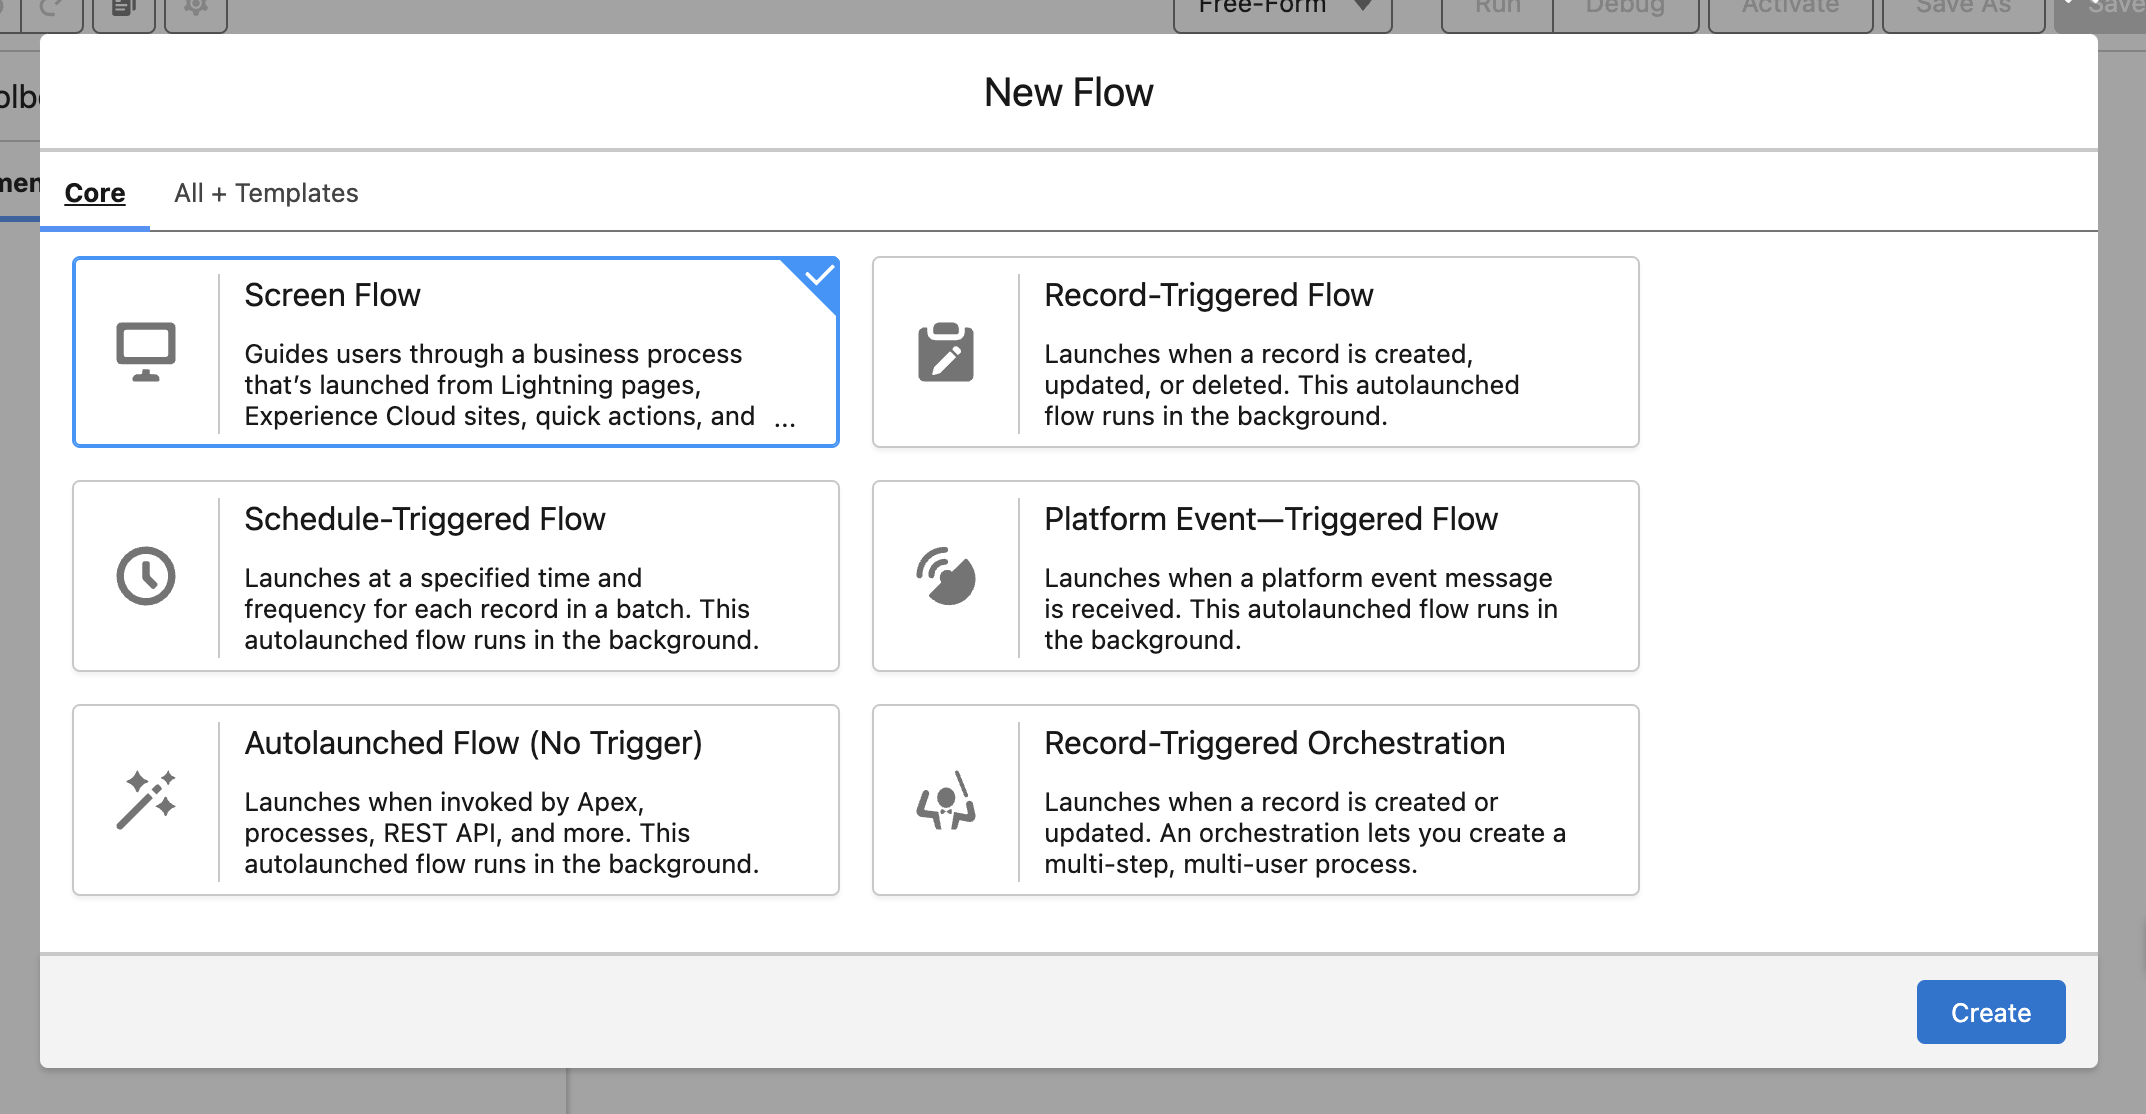 Free-Form
Run
Debug
Activate
Save As
Save
New Flow
Core
All + Templates
Screen Flow
Guides users through a business process
that’s launched from Lightning pages,
Experience Cloud sites, quick actions, and ...
Record-Triggered Flow
Launches when a record is created,
updated, or deleted. This autolaunched
flow runs in the background.
Schedule-Triggered Flow
Launches at a specified time and
frequency for each record in a batch. This
autolaunched flow runs in the background.
Platform Event—Triggered Flow
Launches when a platform event message
is received. This autolaunched flow runs in
the background.
Autolaunched Flow (No Trigger)
Launches when invoked by Apex,
processes, REST API, and more. This
autolaunched flow runs in the background.
Record-Triggered Orchestration
Launches when a record is created or
updated. An orchestration lets you create a
multi-step, multi-user process.
Create